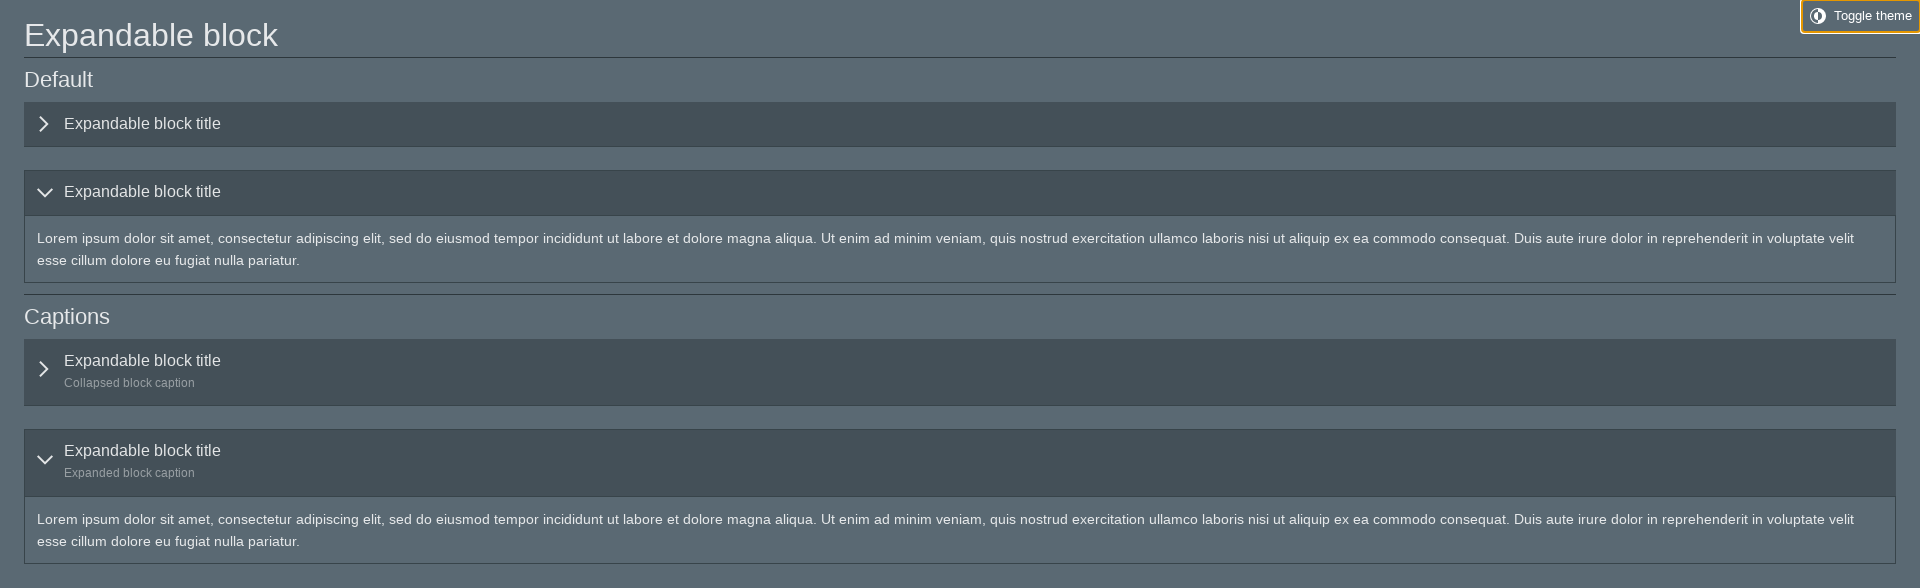 Toggle theme
Expandable block
Default
Expandable block title
Expandable block title
Lorem ipsum dolor sit amet, consectetur adipiscing elit, sed do eiusmod tempor incididunt ut labore et dolore magna aliqua. Ut enim ad minim veniam, quis nostrud exercitation ullamco laboris nisi ut aliquip ex ea commodo consequat. Duis aute irure dolor in reprehenderit in voluptate velit
esse cillum dolore eu fugiat nulla pariatur.
Captions
Expandable block title
Collapsed block caption
Expandable block title
Expanded block caption
Lorem ipsum dolor sit amet, consectetur adipiscing elit, sed do eiusmod tempor incididunt ut labore et dolore magna aliqua. Ut enim ad minim veniam, quis nostrud exercitation ullamco laboris nisi ut aliquip ex ea commodo consequat. Duis aute irure dolor in reprehenderit in voluptate velit
esse cillum dolore eu fugiat nulla pariatur.